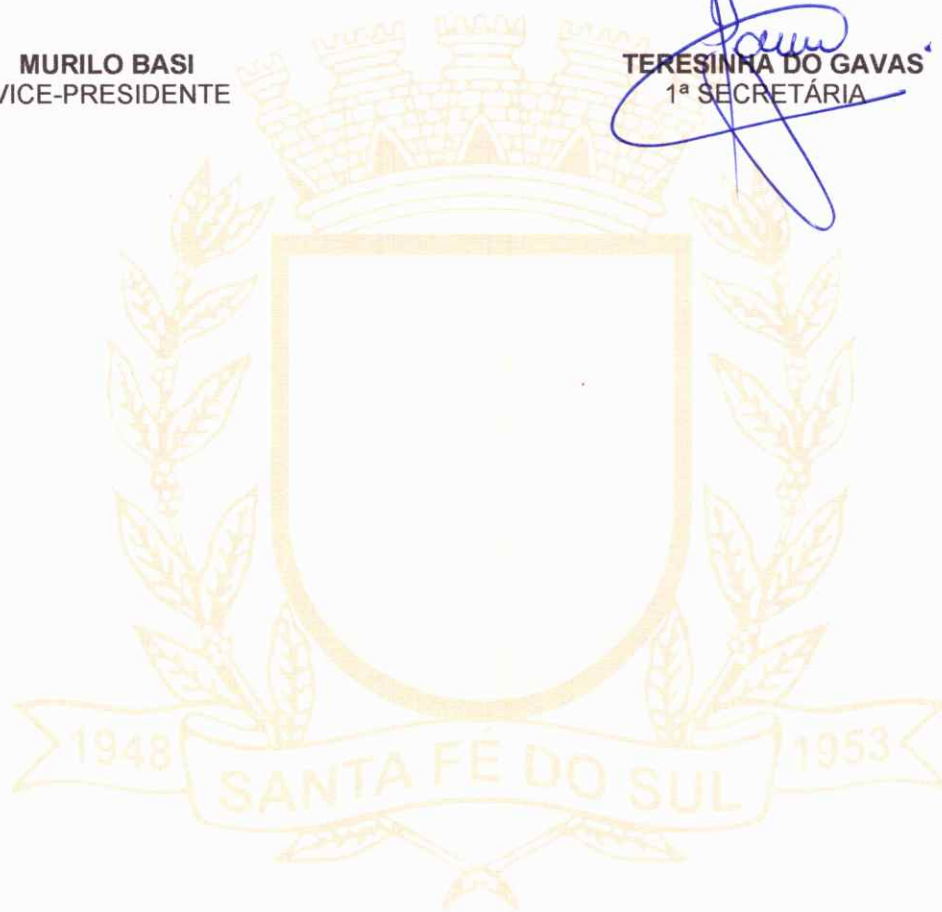 MURILO BASI
VICE-PRESIDENTE
TERESINHA DO GAVAS
1ª SECRETÁRIA
1948
SANTA FÉ DO SUL
1953